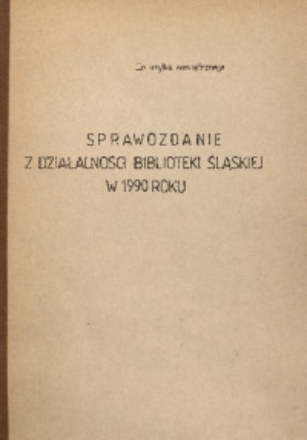 Do użytku wewnętrznego
SPRAWOZDANIE
Z DZIAŁALNOŚCI BIBLIOTEKI ŚLĄSKIEJ
W 1990 ROKU